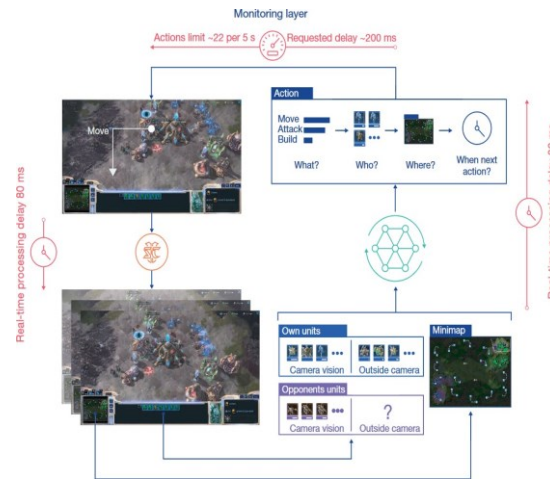 Monitoring layer
Actions limit ~22 per 5 s
Requested delay ~200 ms
Action
Move
Attack
Build
What?
Who?
Where?
When next
action?
Move
Real-time processing delay 80 ms
Own units
Camera vision
Outside camera
Opponents units
?
Camera vision
Outside camera
Minimap